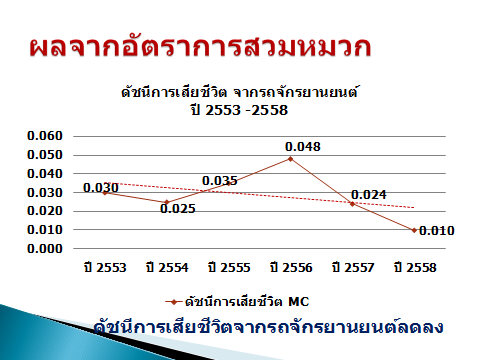 ผลจากอัตราการสวมหมวก
ดัชนีการเสียชีวิต จากรถจักรยานยนต์
ปี 2553 -2558
0.060
0.050
0.040
0.030
0.020
0.010
0.000
0.030
0.025
0.035
0.048
0.024
0.010
ปี 2553 ปี 2554 ปี 2555 ปี 2556 ปี 2557 ปี 2558
ดัชนีการเสียชีวิต MC
ดัชนีการเสียชีวิตจากรถจักรยานยนต์ลดลง